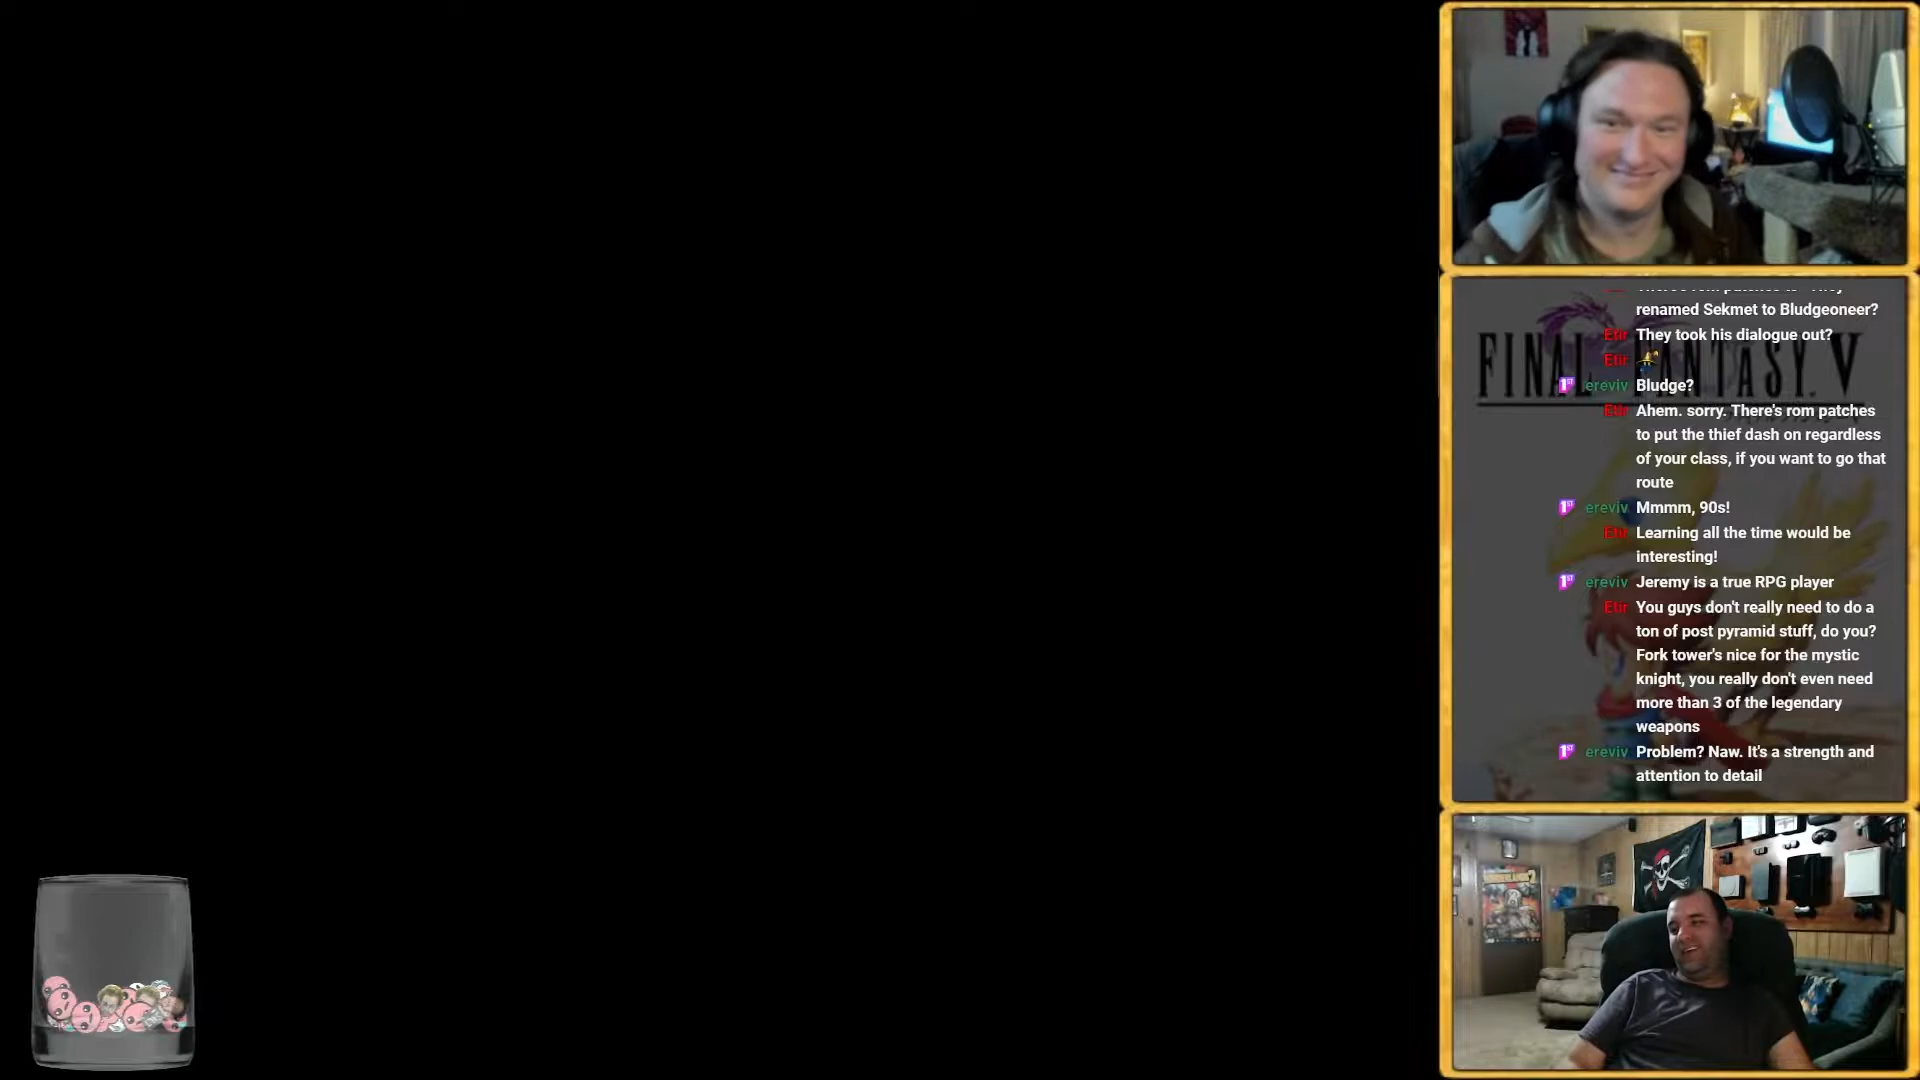 renamed Sekmet to Bludgeoneer?
Etir They took his dialogue out?
Etir
FINAL FANTASY V
ereviv Bludge?
Etir Ahem. sorry. There's rom patches
to put the thief dash on regardless
of your class, if you want to go that
route
ereviv Mmmm, 90s!
Etir Learning all the time would be
interesting!
ereviv Jeremy is a true RPG player
Etir You guys don't really need to do a
ton of post pyramid stuff, do you?
Fork tower's nice for the mystic
knight, you really don't even need
more than 3 of the legendary
weapons
ereviv Problem? Naw. It's a strength and
attention to detail